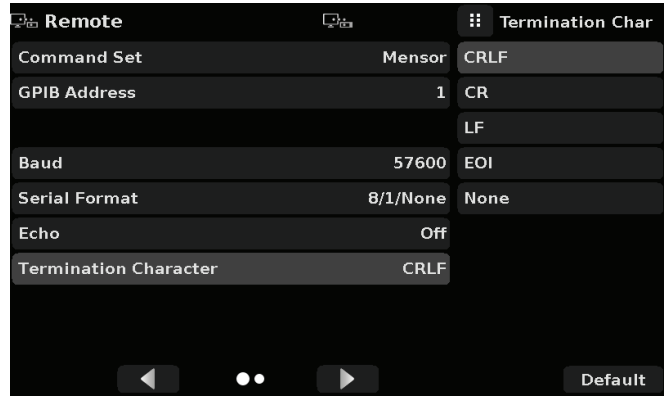 Remote
Termination Char
Command Set Mensor
CRLF
GPIB Address 1
CR
LF
Baud 57600
EOI
Serial Format 8/1/None
None
Echo Off
Termination Character CRLF
Default